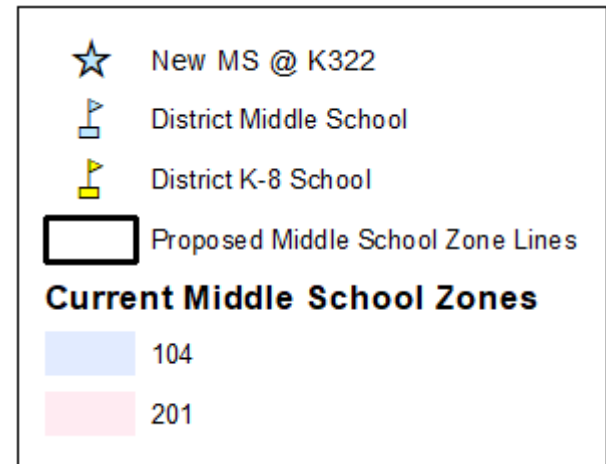 New MS @ K322
District Middle School
District K-8 School
Proposed Middle School Zone Lines
Current Middle School Zones
104
201